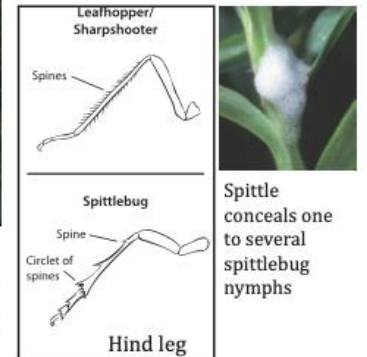 Leafhopper/
Sharpshooter
Spines
Spittlebug
Spine
Circlet of
spines
Hind leg
Spittle
conceals one
to several
spittlebug
nymphs